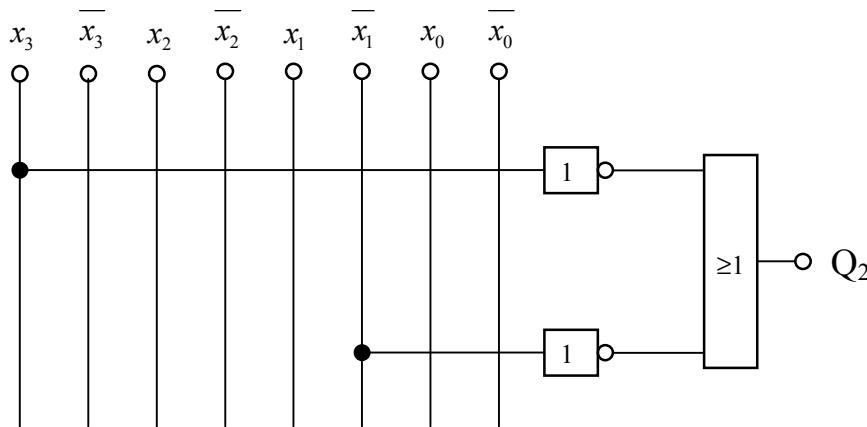 x₃ x̅₃ x₂ x̅₂ x₁ x̅₁ x₀ x̅₀
1
≥1
Q₂
1